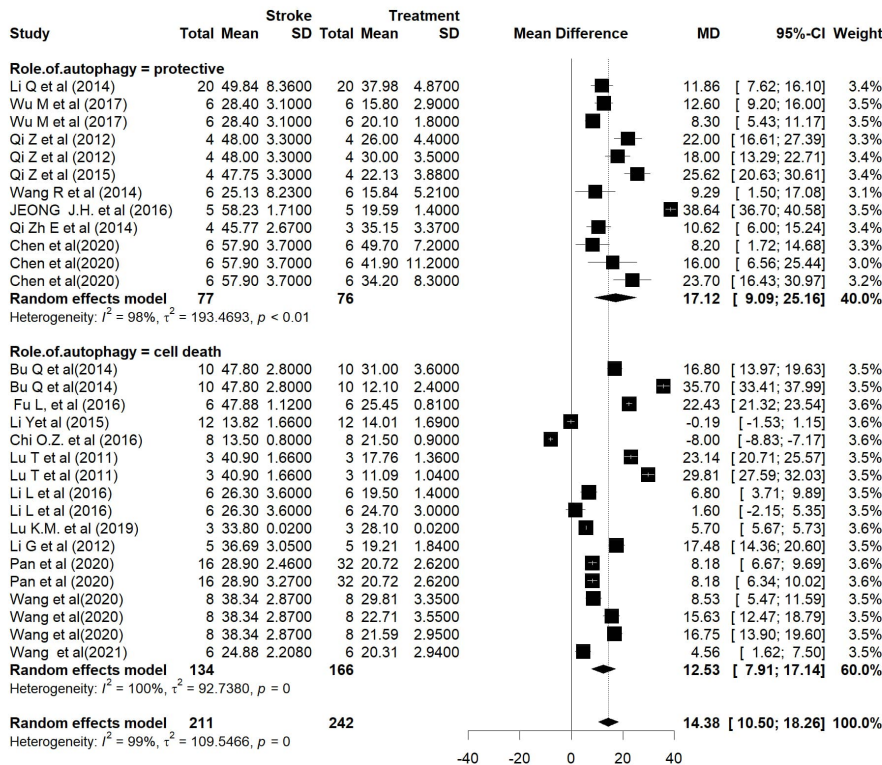 Stroke Treatment
Study Total Mean SD Total Mean SD Mean Difference MD 95%-CI Weight
Role.of.autophagy = protective
Li Q et al (2014) 20 49.84 8.3600 20 37.98 4.8700 11.86 [ 7.62; 16.10] 3.4%
Wu M et al (2017) 6 28.40 3.1000 6 15.80 2.9000 12.60 [ 9.20; 16.00] 3.5%
Wu M et al (2017) 6 28.40 3.1000 6 20.10 1.8000 8.30 [ 5.43; 11.17] 3.5%
Qi Z et al (2012) 4 48.00 3.3000 4 26.00 4.4000 22.00 [ 16.61; 27.39] 3.4%
Qi Z et al (2012) 4 48.00 3.3000 4 30.00 3.5000 18.00 [ 13.29; 22.71] 3.4%
Qi Z et al (2015) 4 47.75 3.3000 4 22.13 3.8800 25.62 [ 20.63; 30.61] 3.4%
Wang R et al (2014) 6 25.13 8.2300 6 15.84 5.2100 9.29 [ 1.50; 17.08] 3.1%
JEONG J.H. et al (2016) 5 58.23 1.7100 5 19.59 1.4000 38.64 [ 36.70; 40.58] 3.5%
Qi Zh E et al (2014) 4 45.77 2.6700 3 35.15 3.3700 10.62 [ 6.00; 15.24] 3.4%
Chen et al(2020) 6 57.90 3.7000 6 49.70 7.2000 8.20 [ 1.72; 14.68] 3.3%
Chen et al(2020) 6 57.90 3.7000 6 41.90 11.2000 16.00 [ 6.56; 25.44] 3.0%
Chen et al(2020) 6 57.90 3.7000 6 34.20 8.3000 23.70 [ 16.43; 30.97] 3.2%
Random effects model 77 76 17.12 [ 9.09; 25.16] 40.0%
Heterogeneity: I² = 98%, τ² = 193.4693, p < 0.01
Role.of.autophagy = cell death
Bu Q et al(2014) 10 47.80 2.8000 10 31.00 3.6000 16.80 [ 13.97; 19.63] 3.5%
Bu Q et al(2014) 10 47.80 2.8000 10 12.10 2.4000 35.70 [ 33.41; 37.99] 3.5%
Fu L, et al (2016) 6 47.88 1.1200 6 25.45 0.8100 22.43 [ 21.32; 23.54] 3.6%
Li Yet al (2015) 12 13.82 1.6600 12 14.01 1.6900 -0.19 [ -1.53; 1.15] 3.6%
Chi O.Z. et al (2016) 8 13.50 0.8000 8 21.50 0.9000 -8.00 [ -8.83; -7.17] 3.6%
Lu T et al (2011) 3 40.90 1.6600 3 17.76 1.3600 23.14 [ 20.71; 25.57] 3.5%
Lu T et al (2011) 3 40.90 1.6600 3 11.09 1.0400 29.81 [ 27.59; 32.03] 3.5%
Li L et al (2016) 6 26.30 3.6000 6 19.50 1.4000 6.80 [ 3.71; 9.89] 3.5%
Li L et al (2016) 6 26.30 3.6000 6 24.70 3.0000 1.60 [ -2.15; 5.35] 3.5%
Lu K.M. et al (2019) 3 33.80 0.0200 3 28.10 0.0200 5.70 [ 5.67; 5.73] 3.6%
Li G et al (2012) 5 36.69 3.0500 5 19.21 1.8400 17.48 [ 14.36; 20.60] 3.5%
Pan et al(2020) 16 28.90 2.4600 32 20.72 2.6200 8.18 [ 6.67; 9.69] 3.6%
Pan et al(2020) 16 28.90 3.2700 32 20.72 2.6200 8.18 [ 6.34; 10.02] 3.5%
Wang et al(2020) 8 38.34 2.8700 8 29.81 3.3500 8.53 [ 5.47; 11.59] 3.5%
Wang et al(2020) 8 38.34 2.8700 8 22.71 3.5500 15.63 [ 12.47; 18.79] 3.5%
Wang et al(2020) 8 38.34 2.8700 8 21.59 2.9500 16.75 [ 13.90; 19.60] 3.5%
Wang et al(2021) 6 24.88 2.2080 6 20.31 2.9400 4.56 [ 1.62; 7.50] 3.5%
Random effects model 134 166 12.53 [ 7.91; 17.14] 60.0%
Heterogeneity: I² = 100%, τ² = 92.7380, p = 0
Random effects model 211 242 14.38 [ 10.50; 18.26] 100.0%
Heterogeneity: I² = 99%, τ² = 109.5466, p = 0
-40 -20 0 20 40